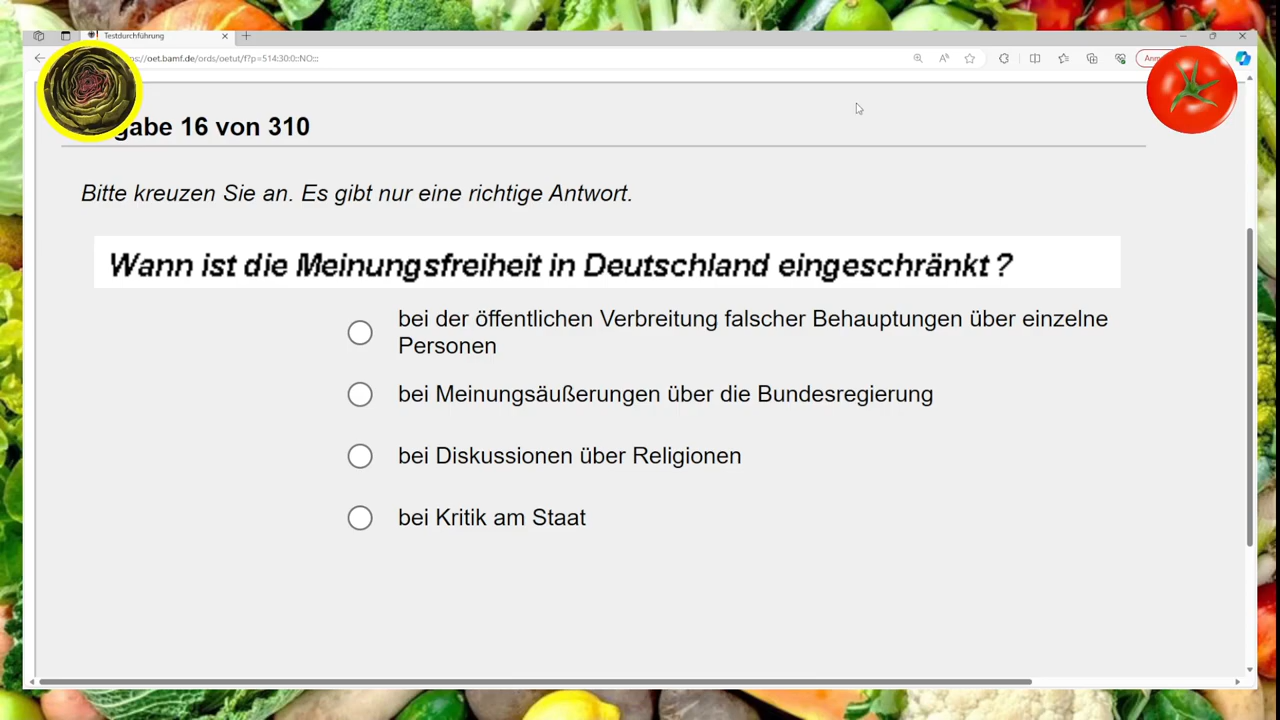 Testdurchführung
oet.bamf.de/ords/oetut/f?p=514:30:0::NO:::
gabe 16 von 310
Bitte kreuzen Sie an. Es gibt nur eine richtige Antwort.
Wann ist die Meinungsfreiheit in Deutschland eingeschränkt ?
bei der öffentlichen Verbreitung falscher Behauptungen über einzelne
Personen
bei Meinungsäußerungen über die Bundesregierung
bei Diskussionen über Religionen
bei Kritik am Staat